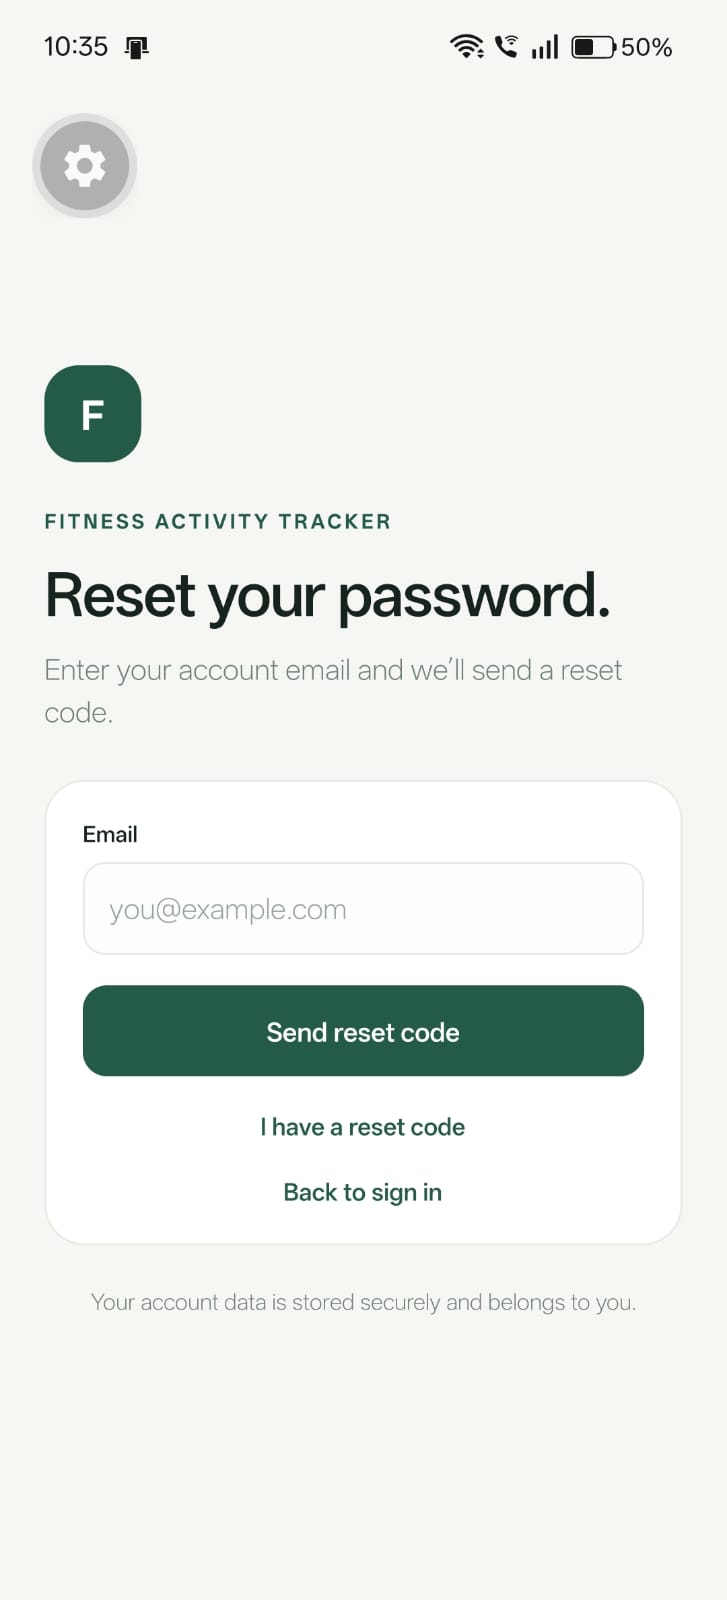 10:35
50%
F
FITNESS ACTIVITY TRACKER
Reset your password.
Enter your account email and we’ll send a reset
code.
Email
you@example.com
Send reset code
I have a reset code
Back to sign in
Your account data is stored securely and belongs to you.